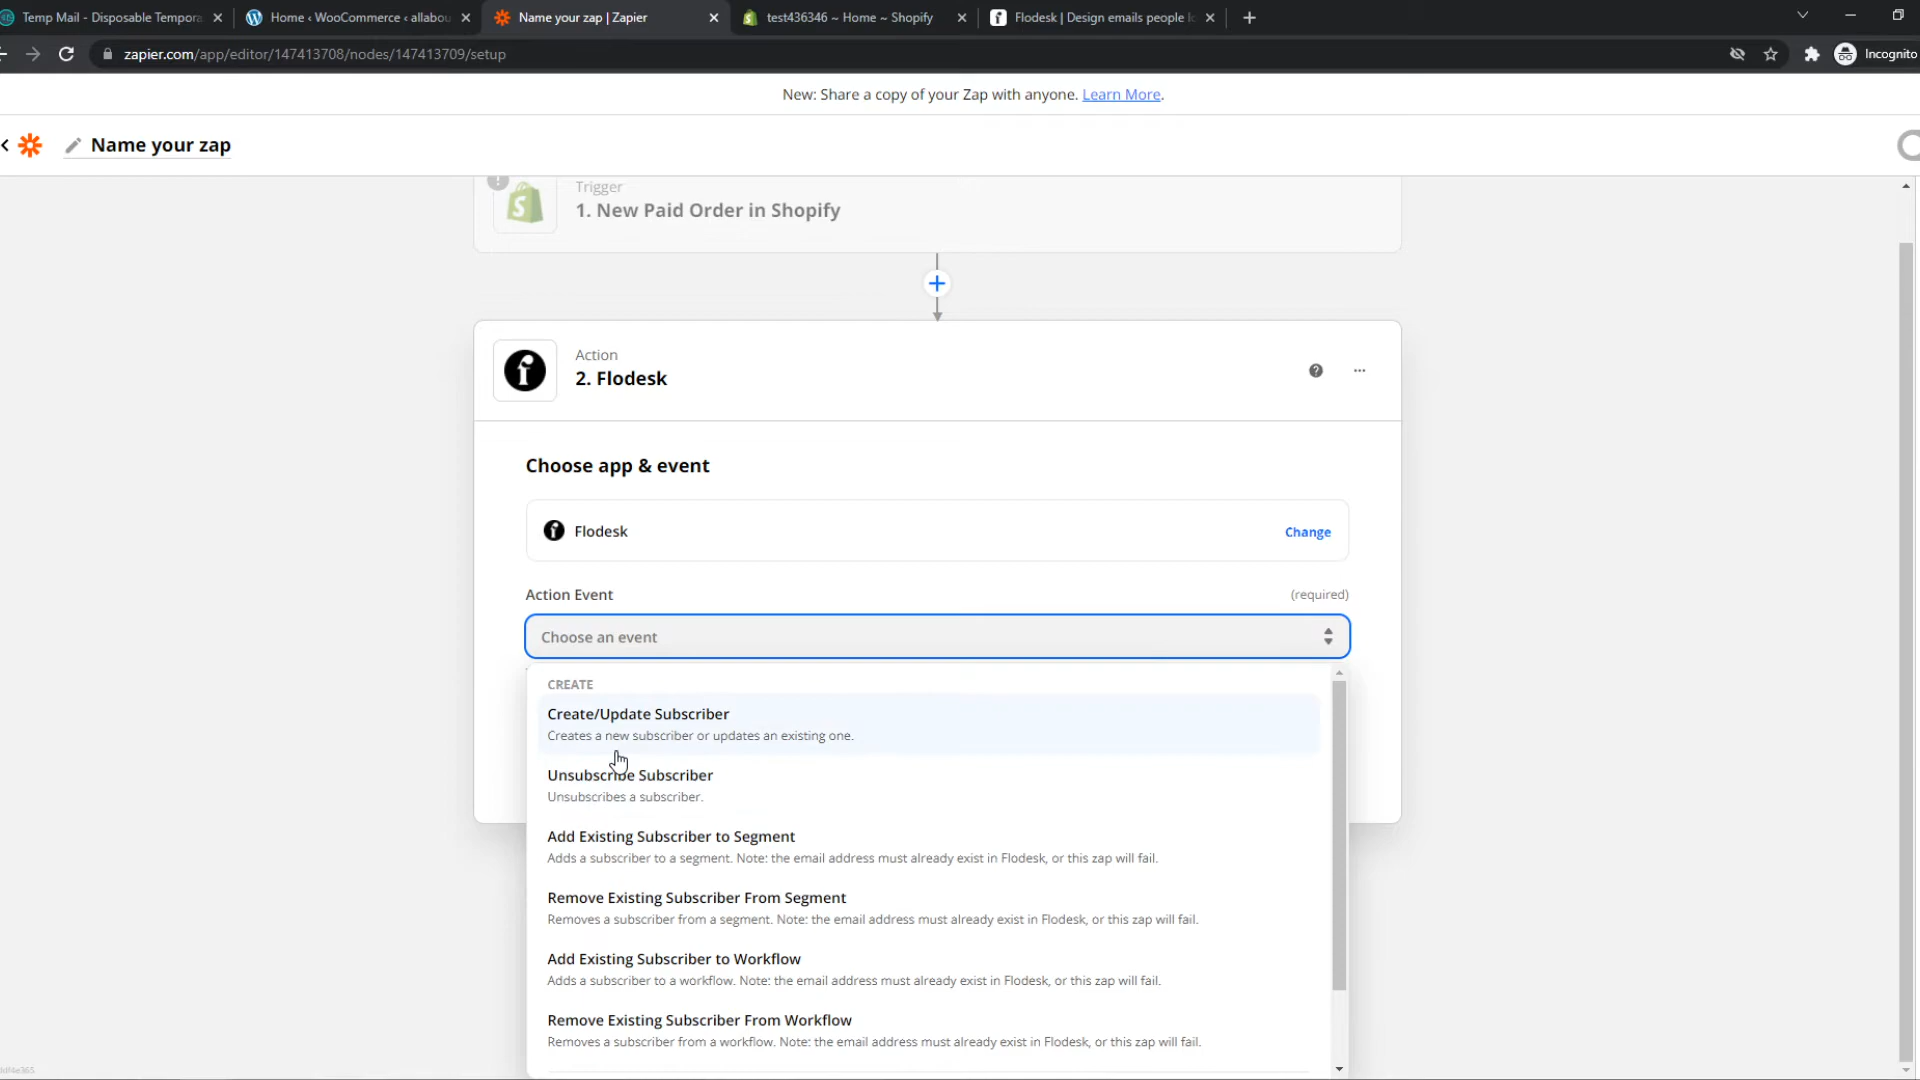 Temp Mail - Disposable Tempora
Home ‹ WooCommerce ‹ allabou
Name your zap | Zapier
test436346 ~ Home ~ Shopify
Flodesk | Design emails people lo
zapier.com/app/editor/147413708/nodes/147413709/setup
Incognito
New: Share a copy of your Zap with anyone. Learn More.
Name your zap
Trigger
1. New Paid Order in Shopify
Action
2. Flodesk
Choose app & event
Flodesk
Change
Action Event
(required)
Choose an event
CREATE
Create/Update Subscriber
Creates a new subscriber or updates an existing one.
Unsubscribe Subscriber
Unsubscribes a subscriber.
Add Existing Subscriber to Segment
Adds a subscriber to a segment. Note: the email address must already exist in Flodesk, or this zap will fail.
Remove Existing Subscriber From Segment
Removes a subscriber from a segment. Note: the email address must already exist in Flodesk, or this zap will fail.
Add Existing Subscriber to Workflow
Adds a subscriber to a workflow. Note: the email address must already exist in Flodesk, or this zap will fail.
Remove Existing Subscriber From Workflow
Removes a subscriber from a workflow. Note: the email address must already exist in Flodesk, or this zap will fail.